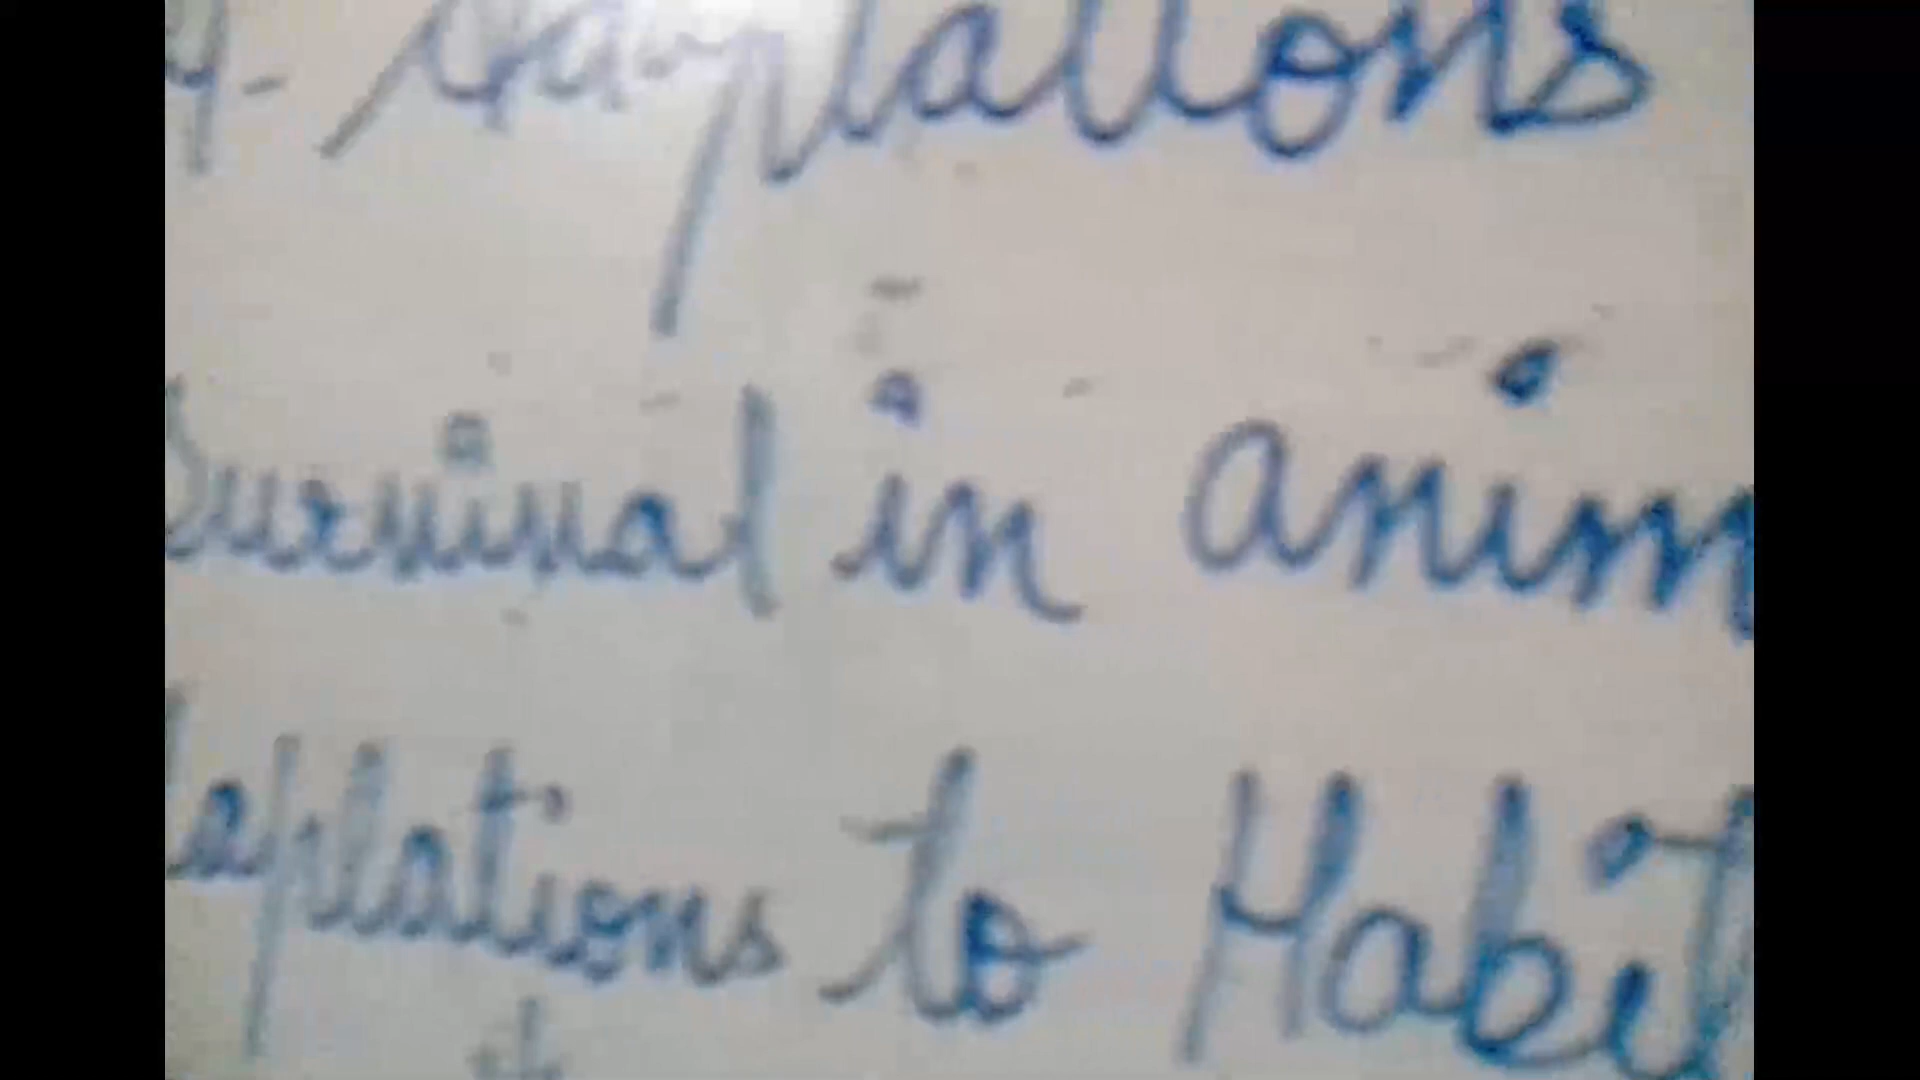 4. Adaptations
Survival in anim
aptations to Habit